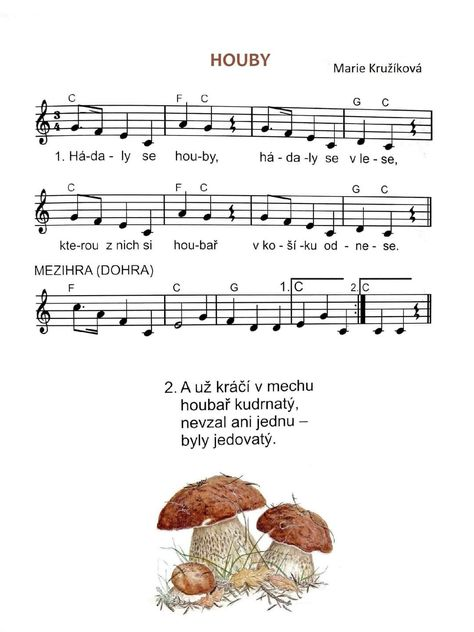 HOUBY
Marie Kružíková
C F C G C
3
4
1. Há-da-ly se hou-by, há-da-ly se v le-se,
C F C G C
kte-rou z nich si hou-bař v ko-ší-ku od-ne-se.
MEZIHRA (DOHRA)
F C G 1. C 2. C
2. A už kráčí v mechu
houbař kudrnatý,
nevzal ani jednu –
byly jedovatý.